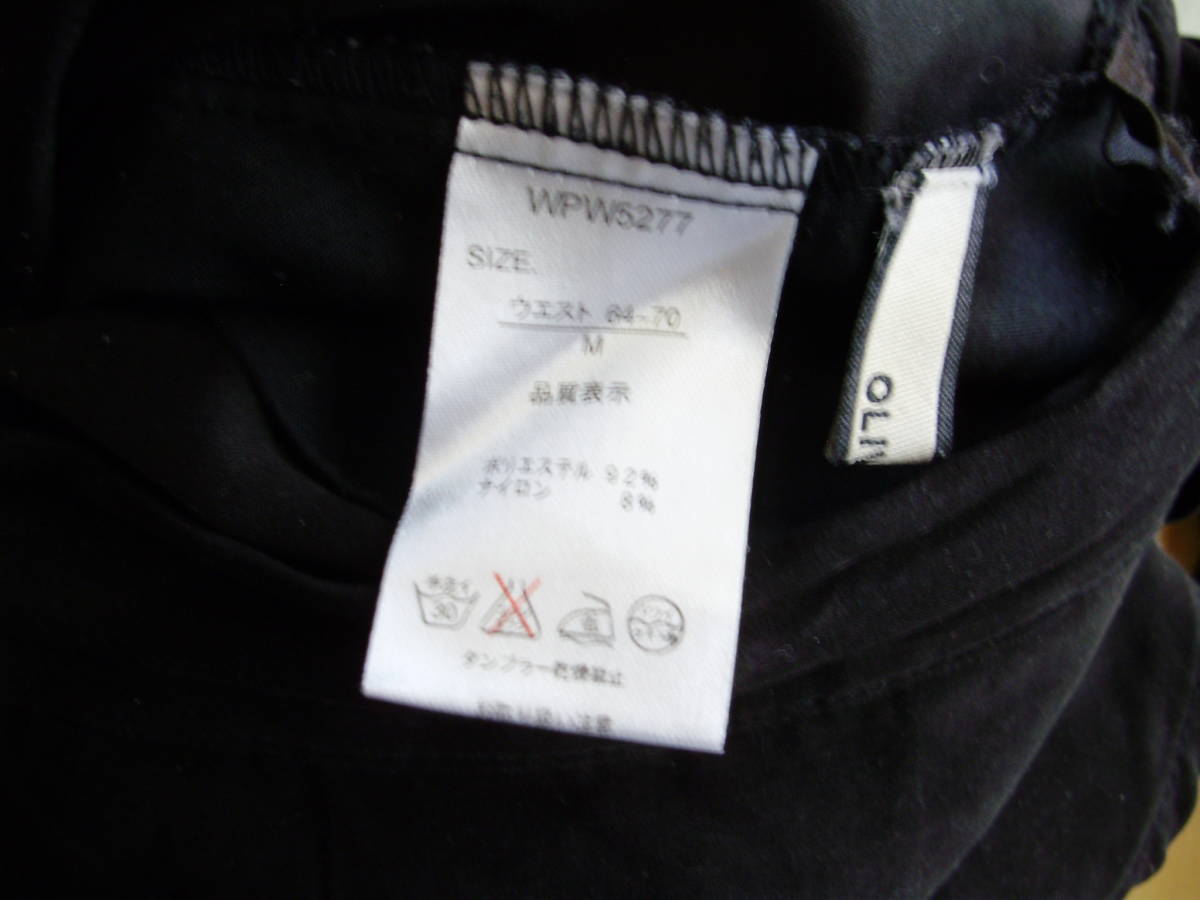 WPW5277
SIZE.
ウエスト 64~70
M
品質表示
ポリエステル 92%
ナイロン 8%
30
タンブラー乾燥禁止
OLIV